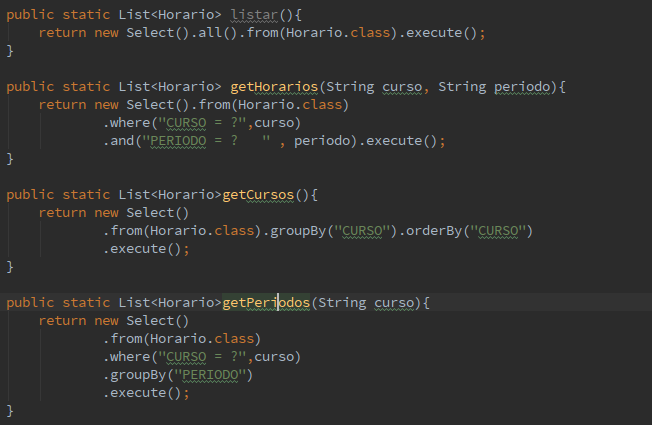 public static List<Horario> listar(){
    return new Select().all().from(Horario.class).execute();
}
public static List<Horario> getHorarios(String curso, String periodo){
    return new Select().from(Horario.class)
            .where("CURSO = ?",curso)
            .and("PERIODO = ?   " , periodo).execute();
}
public static List<Horario>getCursos(){
    return new Select()
            .from(Horario.class).groupBy("CURSO").orderBy("CURSO")
            .execute();
}
public static List<Horario>getPeriodos(String curso){
    return new Select()
            .from(Horario.class)
            .where("CURSO = ?",curso)
            .groupBy("PERIODO")
            .execute();
}